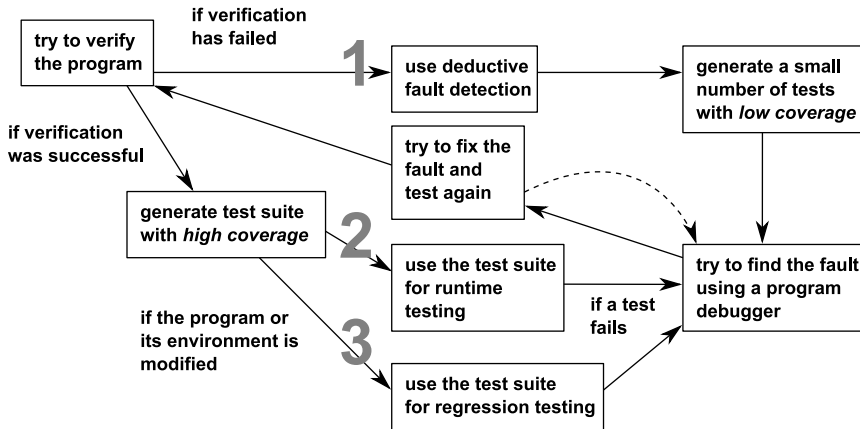 if verification
has failed
try to verify
the program
1
use deductive
fault detection
generate a small
number of tests
with low coverage
if verification
was successful
try to fix the
fault and
test again
generate test suite
with high coverage
2
use the test suite
for runtime
testing
if a test
fails
try to find the fault
using a program
debugger
if the program or
its environment is
modified
3
use the test suite
for regression testing